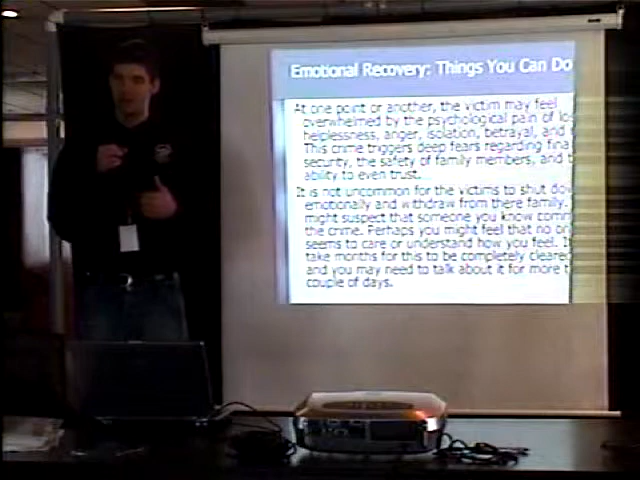 Emotional Recovery: Things You Can Do
At one point or another, the victim may feel
overwhelmed by the psychological pain of
helplessness, anger, isolation, betrayal, and
This crime triggers deep fears regarding
security, the safety of family members, and
ability to even trust.
It is not uncommon for the victims to shut
emotionally and withdraw from there family.
might suspect that someone you know
the crime. Perhaps you might feel that no
seems to care or understand how you feel.
take months for this to be completely
and you may need to talk about it for more
couple of days.